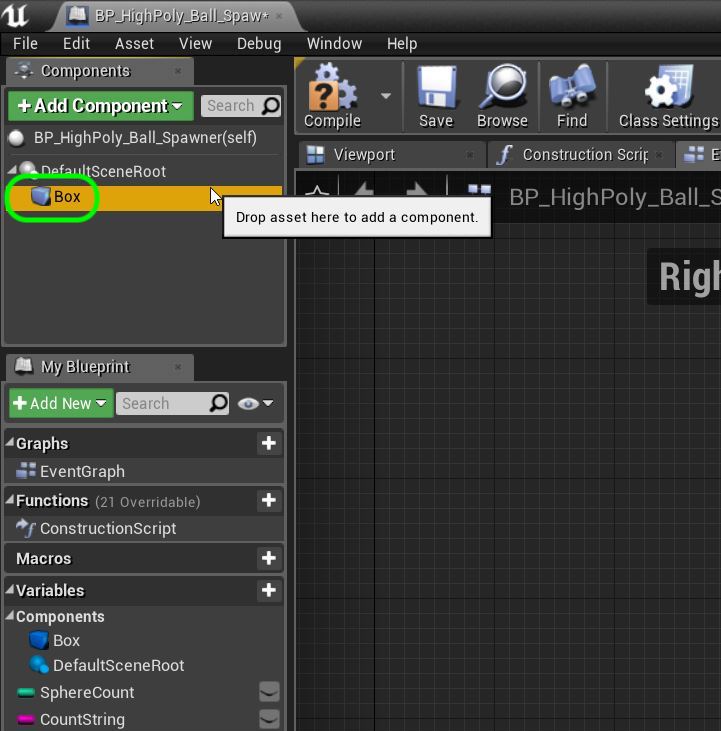 BP_HighPoly_Ball_Spaw*
File Edit Asset View Debug Window Help
Components
Add Component Search
Compile Save Browse Find Class Settings
BP_HighPoly_Ball_Spawner(self)
Viewport Construction Scrip E
DefaultSceneRoot
Box
BP_HighPoly_Ball_S
Drop asset here to add a component.
Righ
My Blueprint
Add New Search
Graphs
EventGraph
Functions (21 Overridable)
ConstructionScript
Macros
Variables
Components
Box
DefaultSceneRoot
SphereCount
CountString